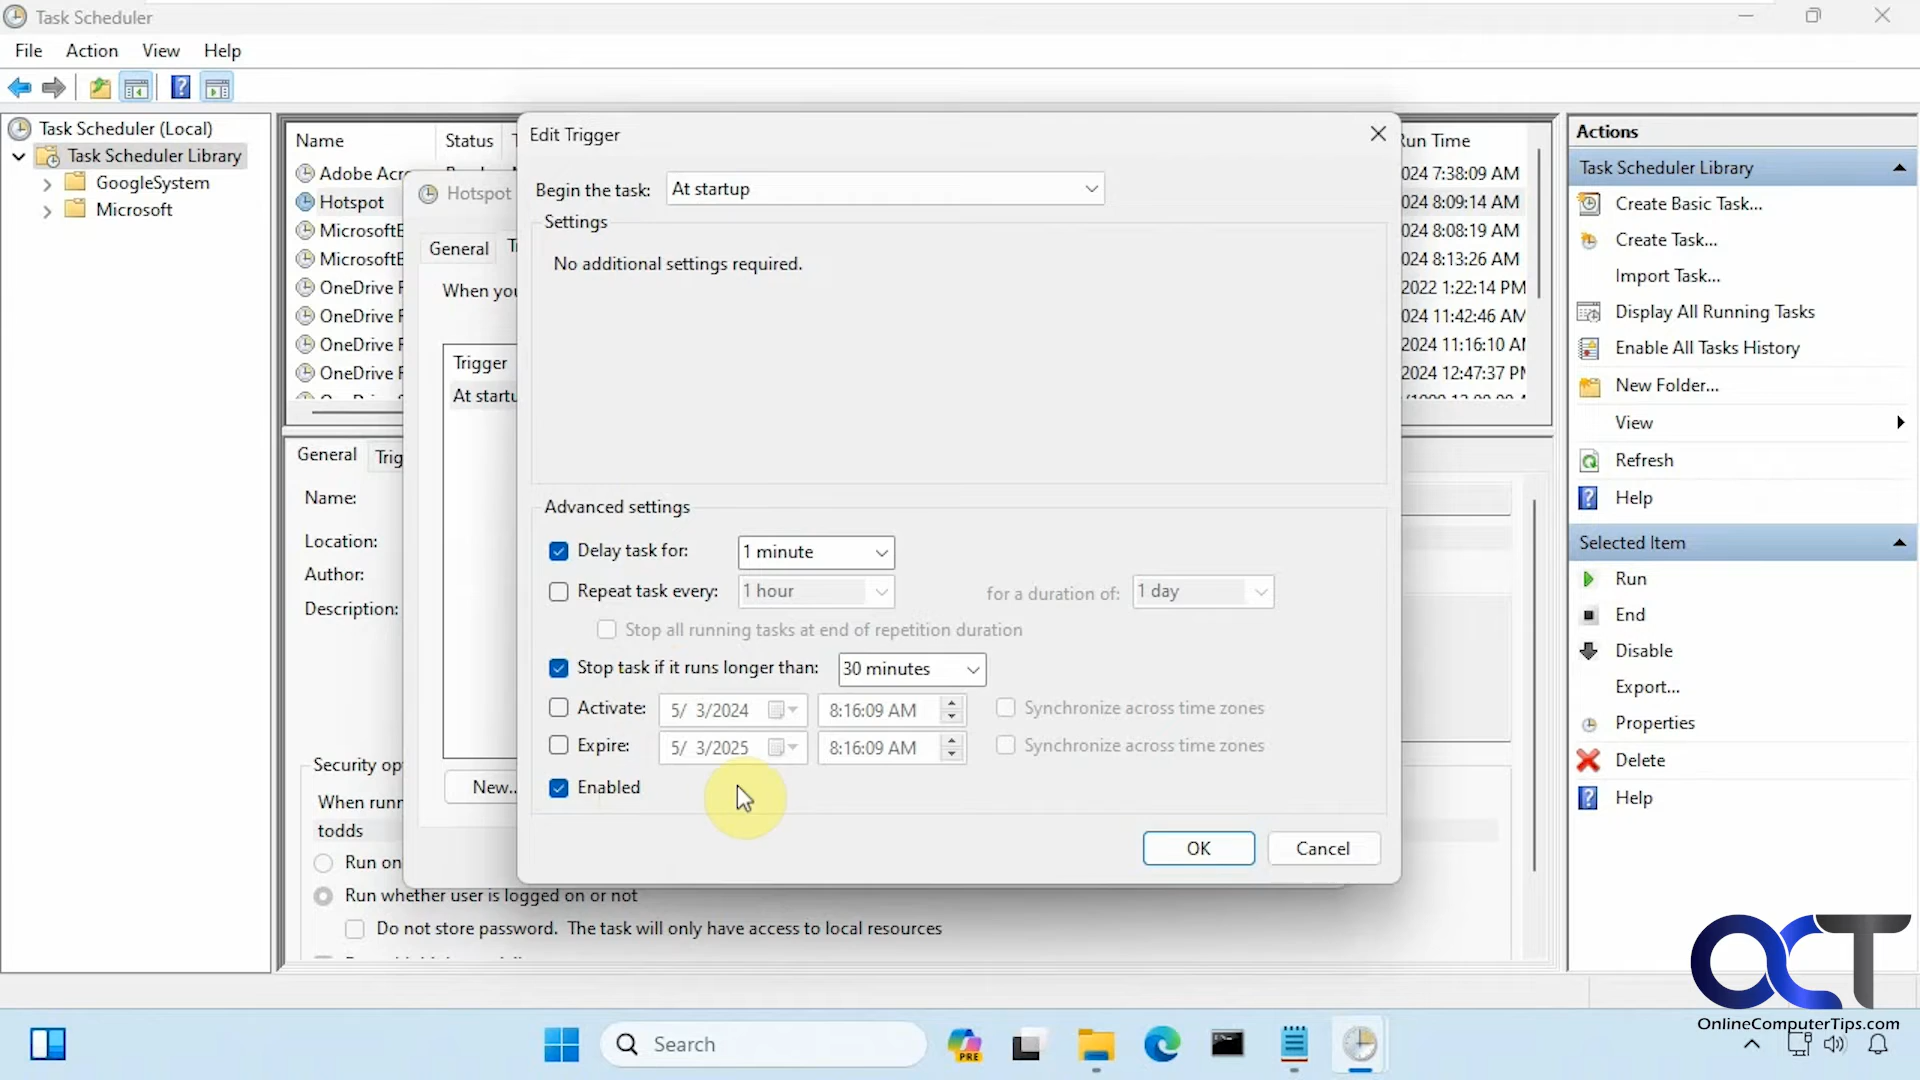 Task Scheduler
File Action View Help
Task Scheduler (Local)
Task Scheduler Library
GoogleSystem
Microsoft
Name Status
Run Time
Adobe Acro
024 7:38:09 AM
Hotspot
024 8:09:14 AM
MicrosoftE
024 8:08:19 AM
MicrosoftE
024 8:13:26 AM
OneDrive R
2022 1:22:14 PM
OneDrive R
024 11:42:46 AM
OneDrive R
2024 11:16:10 AM
OneDrive R
2024 12:47:37 PM
General Trig
Name:
Location:
Author:
Description:
Security op
When runn
todds
Run on
Run whether user is logged on or not
Do not store password. The task will only have access to local resources
Hotspot
General
When you
Trigger
At startu
New..
Edit Trigger
Begin the task: At startup
Settings
No additional settings required.
Advanced settings
Delay task for: 1 minute
Repeat task every: 1 hour for a duration of: 1 day
Stop all running tasks at end of repetition duration
Stop task if it runs longer than: 30 minutes
Activate: 5/ 3/2024 8:16:09 AM Synchronize across time zones
Expire: 5/ 3/2025 8:16:09 AM Synchronize across time zones
Enabled
OK Cancel
Actions
Task Scheduler Library
Create Basic Task...
Create Task...
Import Task...
Display All Running Tasks
Enable All Tasks History
New Folder...
View
Refresh
Help
Selected Item
Run
End
Disable
Export...
Properties
Delete
Help
OCT
OnlineComputerTips.com
Search
PRE